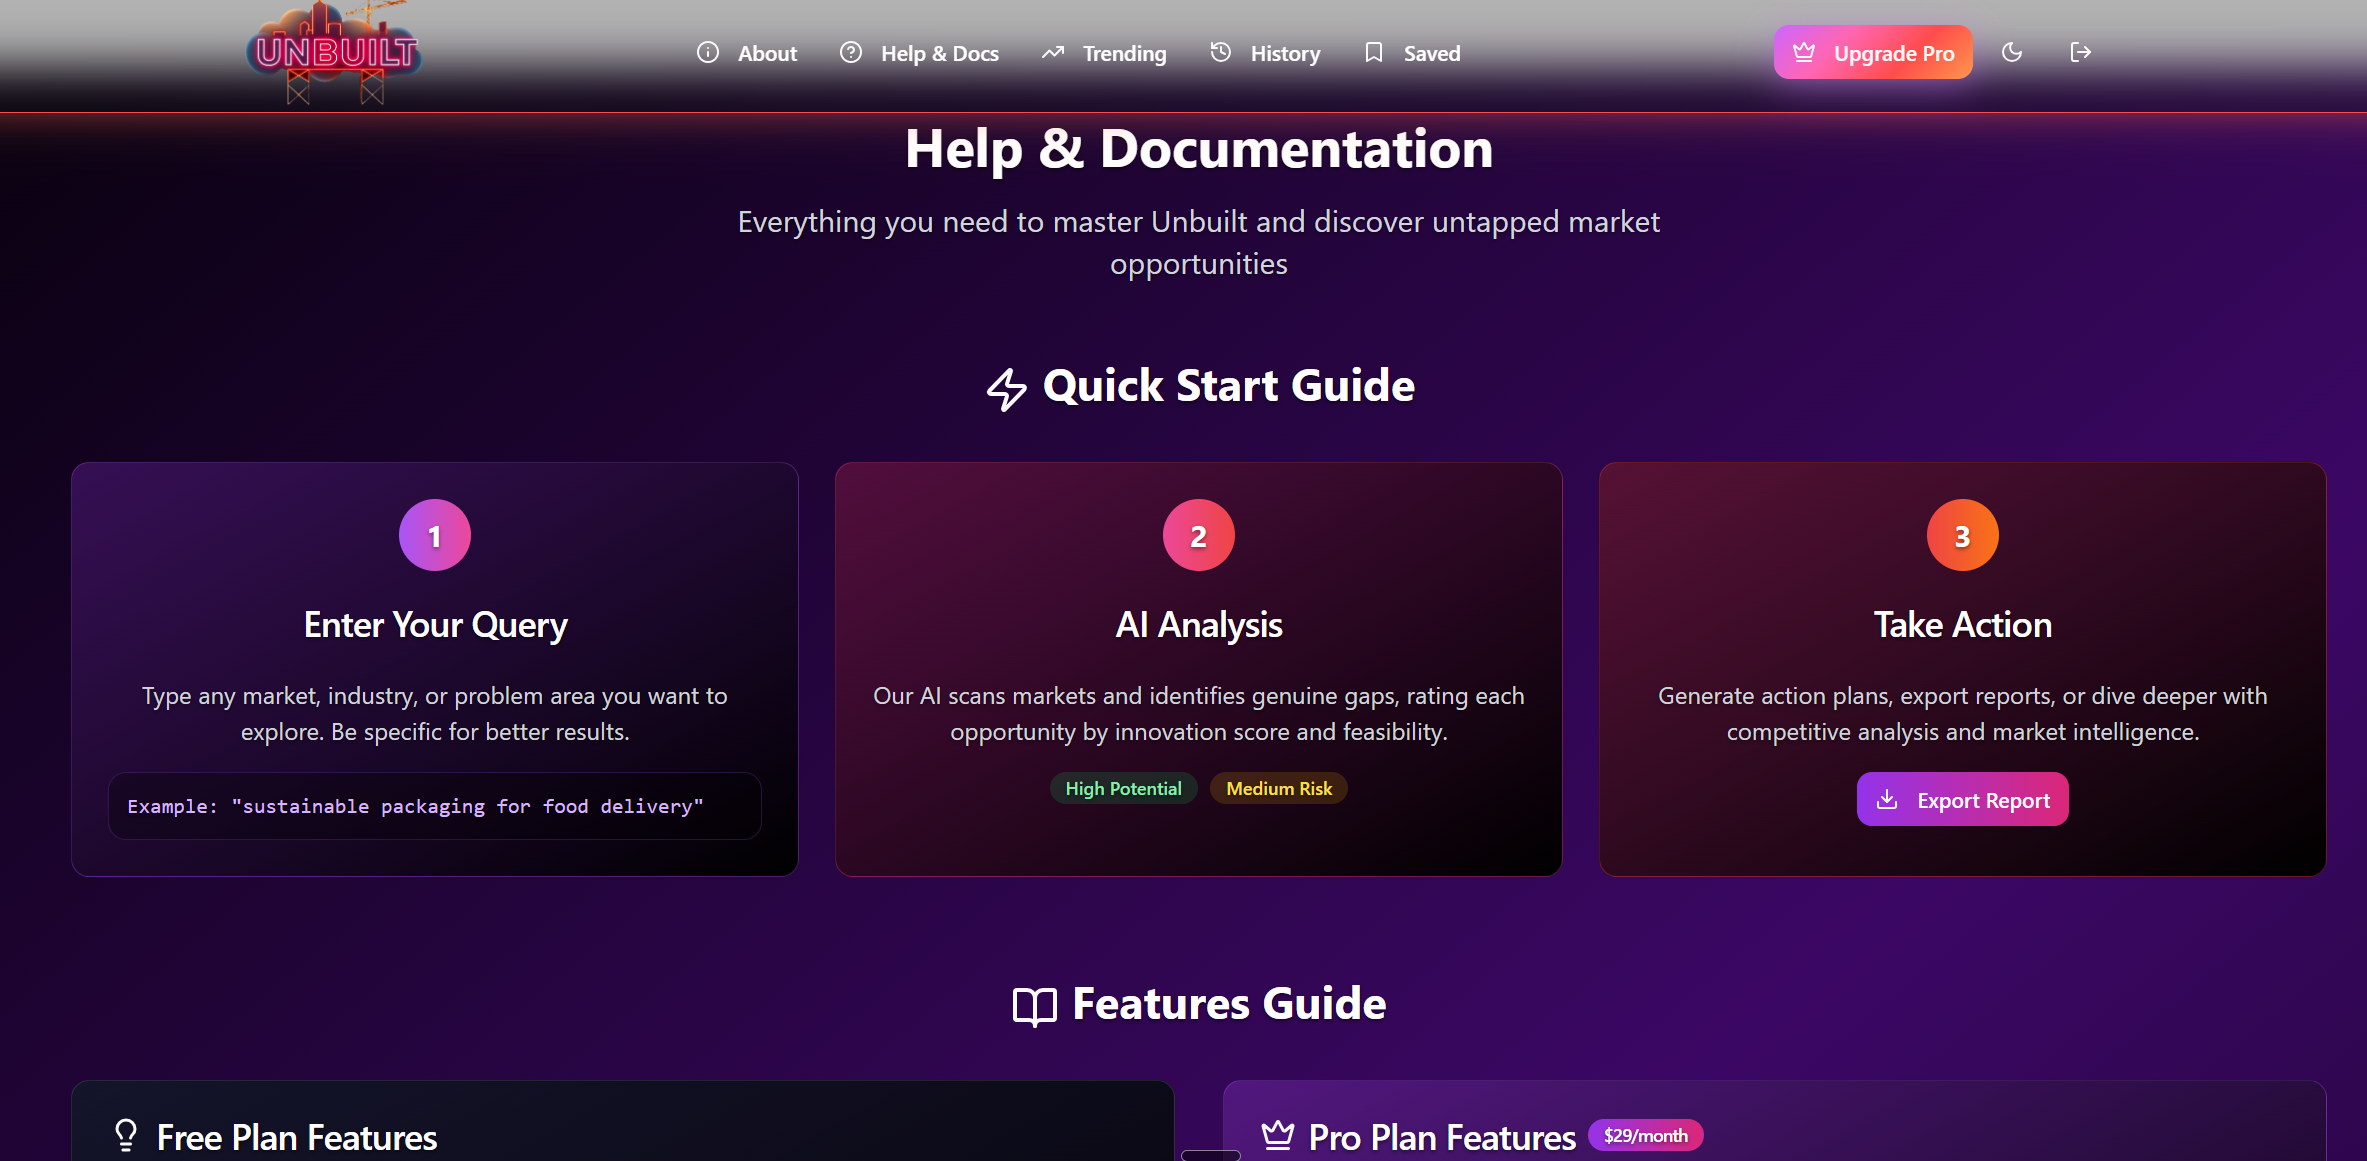 UNBUILT
About
Help & Docs
Trending
History
Saved
Upgrade Pro
Help & Documentation
Everything you need to master Unbuilt and discover untapped market
opportunities
Quick Start Guide
1
Enter Your Query
Type any market, industry, or problem area you want to
explore. Be specific for better results.
Example: "sustainable packaging for food delivery"
2
AI Analysis
Our AI scans markets and identifies genuine gaps, rating each
opportunity by innovation score and feasibility.
High Potential
Medium Risk
3
Take Action
Generate action plans, export reports, or dive deeper with
competitive analysis and market intelligence.
Export Report
Features Guide
Free Plan Features
Pro Plan Features
$29/month